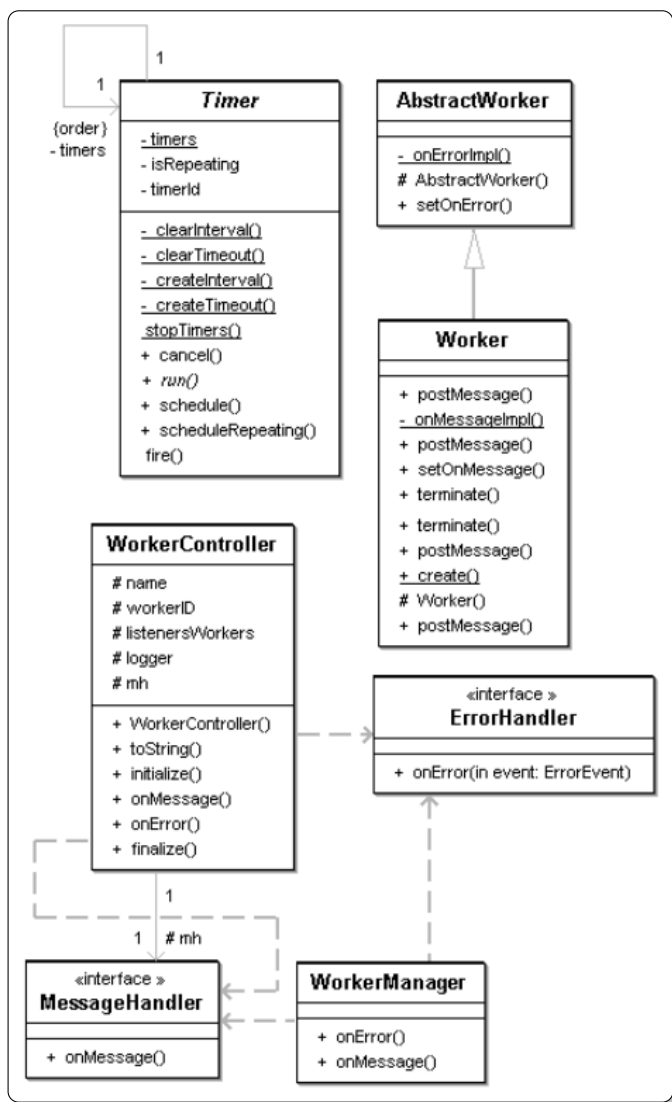 1
1
{order}
- timers
Timer
- timers
- isRepeating
- timerId
- clearInterval()
- clearTimeout()
- createInterval()
- createTimeout()
stopTimers()
+ cancel()
+ run()
+ schedule()
+ scheduleRepeating()
fire()
AbstractWorker
- onErrorImpl()
# AbstractWorker()
+ setOnError()
Worker
+ postMessage()
- onMessageImpl()
+ postMessage()
+ setOnMessage()
+ terminate()
+ terminate()
+ postMessage()
+ create()
# Worker()
+ postMessage()
WorkerController
# name
# workerID
# listenersWorkers
# logger
# mh
+ WorkerController()
+ toString()
+ initialize()
+ onMessage()
+ onError()
+ finalize()
«interface »
ErrorHandler
+ onError(in event: ErrorEvent)
1
1 # mh
«interface »
MessageHandler
+ onMessage()
WorkerManager
+ onError()
+ onMessage()